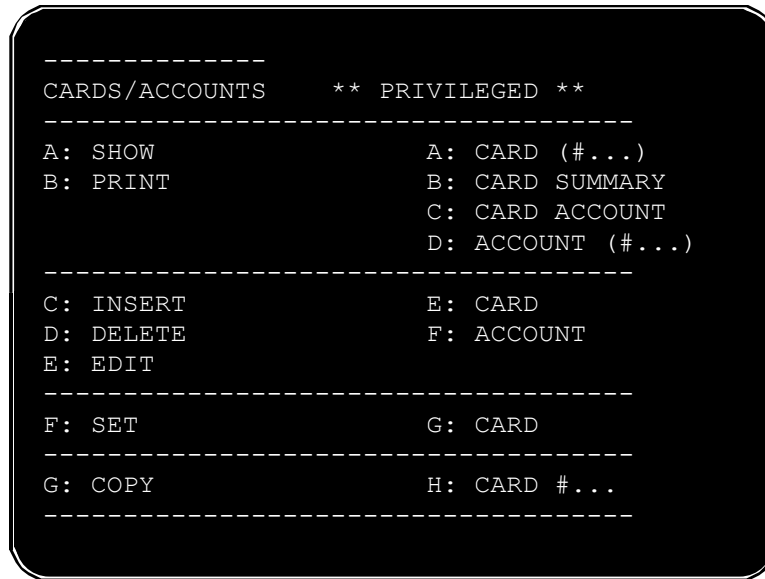 --------------
CARDS/ACCOUNTS ** PRIVILEGED **
-------------------------------------
A: SHOW A: CARD (#...)
B: PRINT B: CARD SUMMARY
C: CARD ACCOUNT
D: ACCOUNT (#...)
-------------------------------------
C: INSERT E: CARD
D: DELETE F: ACCOUNT
E: EDIT
-------------------------------------
F: SET G: CARD
-------------------------------------
G: COPY H: CARD #...
-------------------------------------